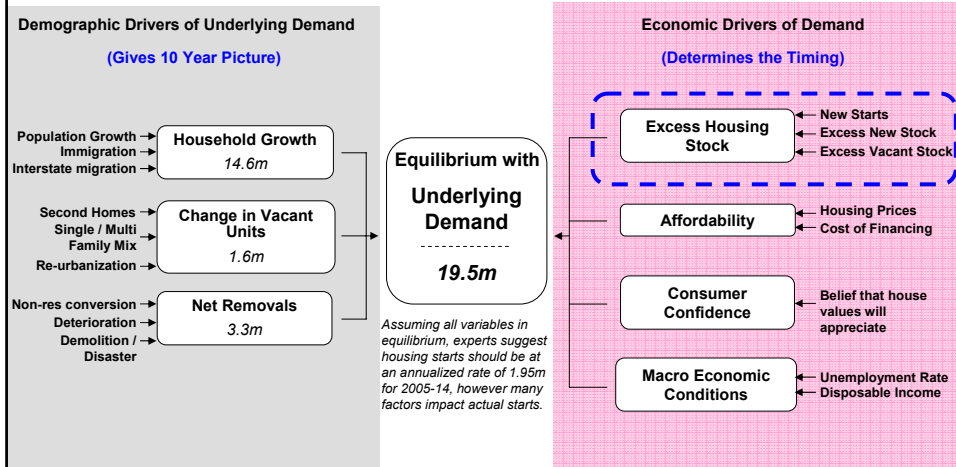 Demographic Drivers of Underlying Demand
(Gives 10 Year Picture)
Population Growth
Immigration
Interstate migration
Household Growth
14.6m
Second Homes
Single / Multi
Family Mix
Re-urbanization
Change in Vacant
Units
1.6m
Non-res conversion
Deterioration
Demolition /
Disaster
Net Removals
3.3m
Equilibrium with
Underlying
Demand
------------
19.5m
Assuming all variables in
equilibrium, experts suggest
housing starts should be at
an annualized rate of 1.95m
for 2005-14, however many
factors impact actual starts.
Economic Drivers of Demand
(Determines the Timing)
Excess Housing
Stock
New Starts
Excess New Stock
Excess Vacant Stock
Affordability
Housing Prices
Cost of Financing
Consumer
Confidence
Belief that house
values will
appreciate
Macro Economic
Conditions
Unemployment Rate
Disposable Income